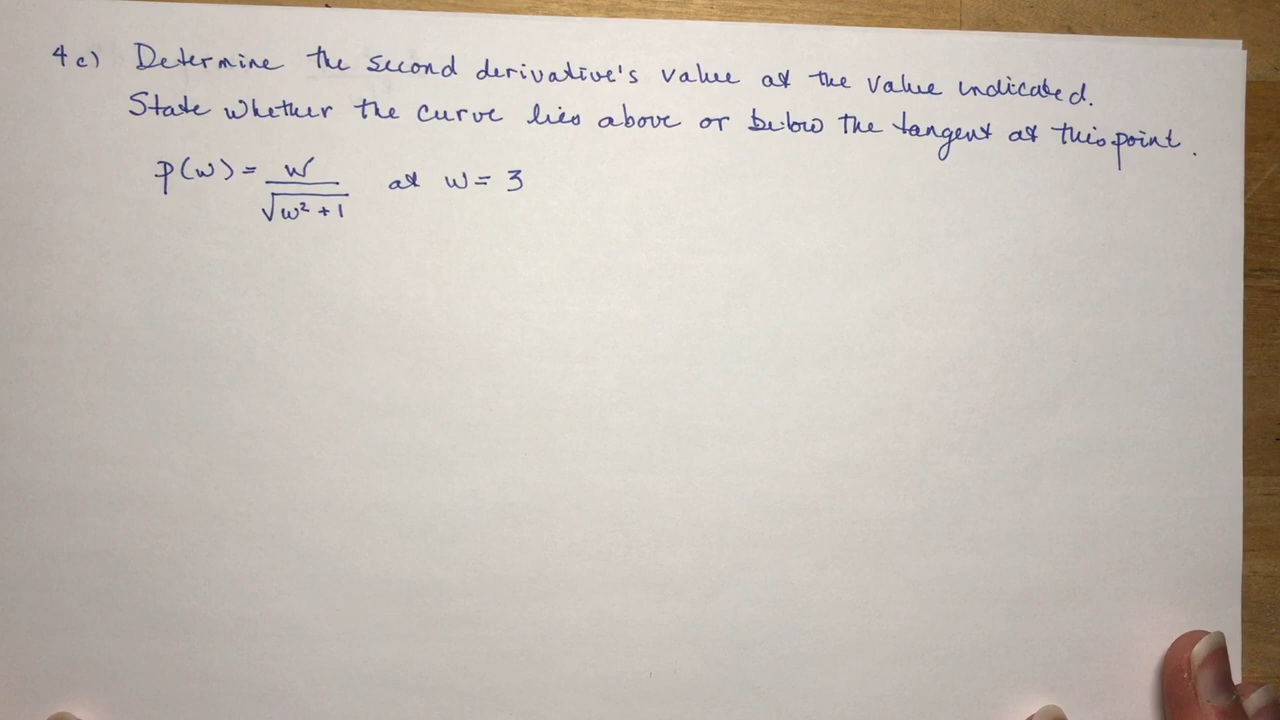 4c) Determine the second derivative's value at the value indicated.
State whether the curve lies above or below the tangent at this point.
p(w) = w/√(w² + 1) at w = 3